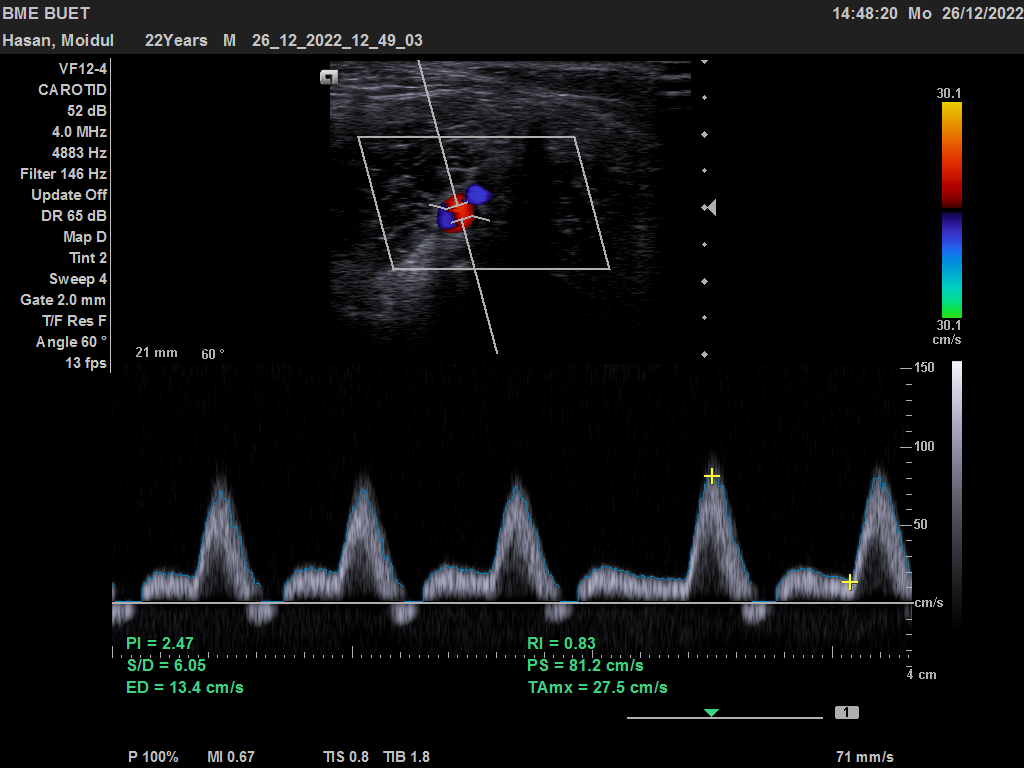 BME BUET 14:48:20 Mo 26/12/2022
Hasan, Moidul 22Years M 26_12_2022_12_49_03
VF12-4
CAROTID
52 dB
4.0 MHz
4883 Hz
Filter 146 Hz
Update Off
DR 65 dB
Map D
Tint 2
Sweep 4
Gate 2.0 mm
T/F Res F
Angle 60 °
13 fps
21 mm 60 °
30.1
30.1
cm/s
150
100
50
cm/s
4 cm
PI = 2.47 RI = 0.83
S/D = 6.05 PS = 81.2 cm/s
ED = 13.4 cm/s TAmx = 27.5 cm/s
1
P 100% MI 0.67 TIS 0.8 TIB 1.8 71 mm/s